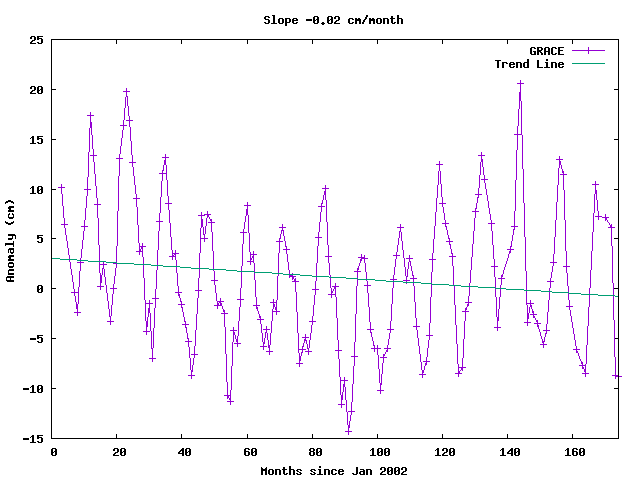 Slope -0.02 cm/month
GRACE
Trend Line
Anomaly (cm)
25
20
15
10
5
0
-5
-10
-15
0 20 40 60 80 100 120 140 160
Months since Jan 2002